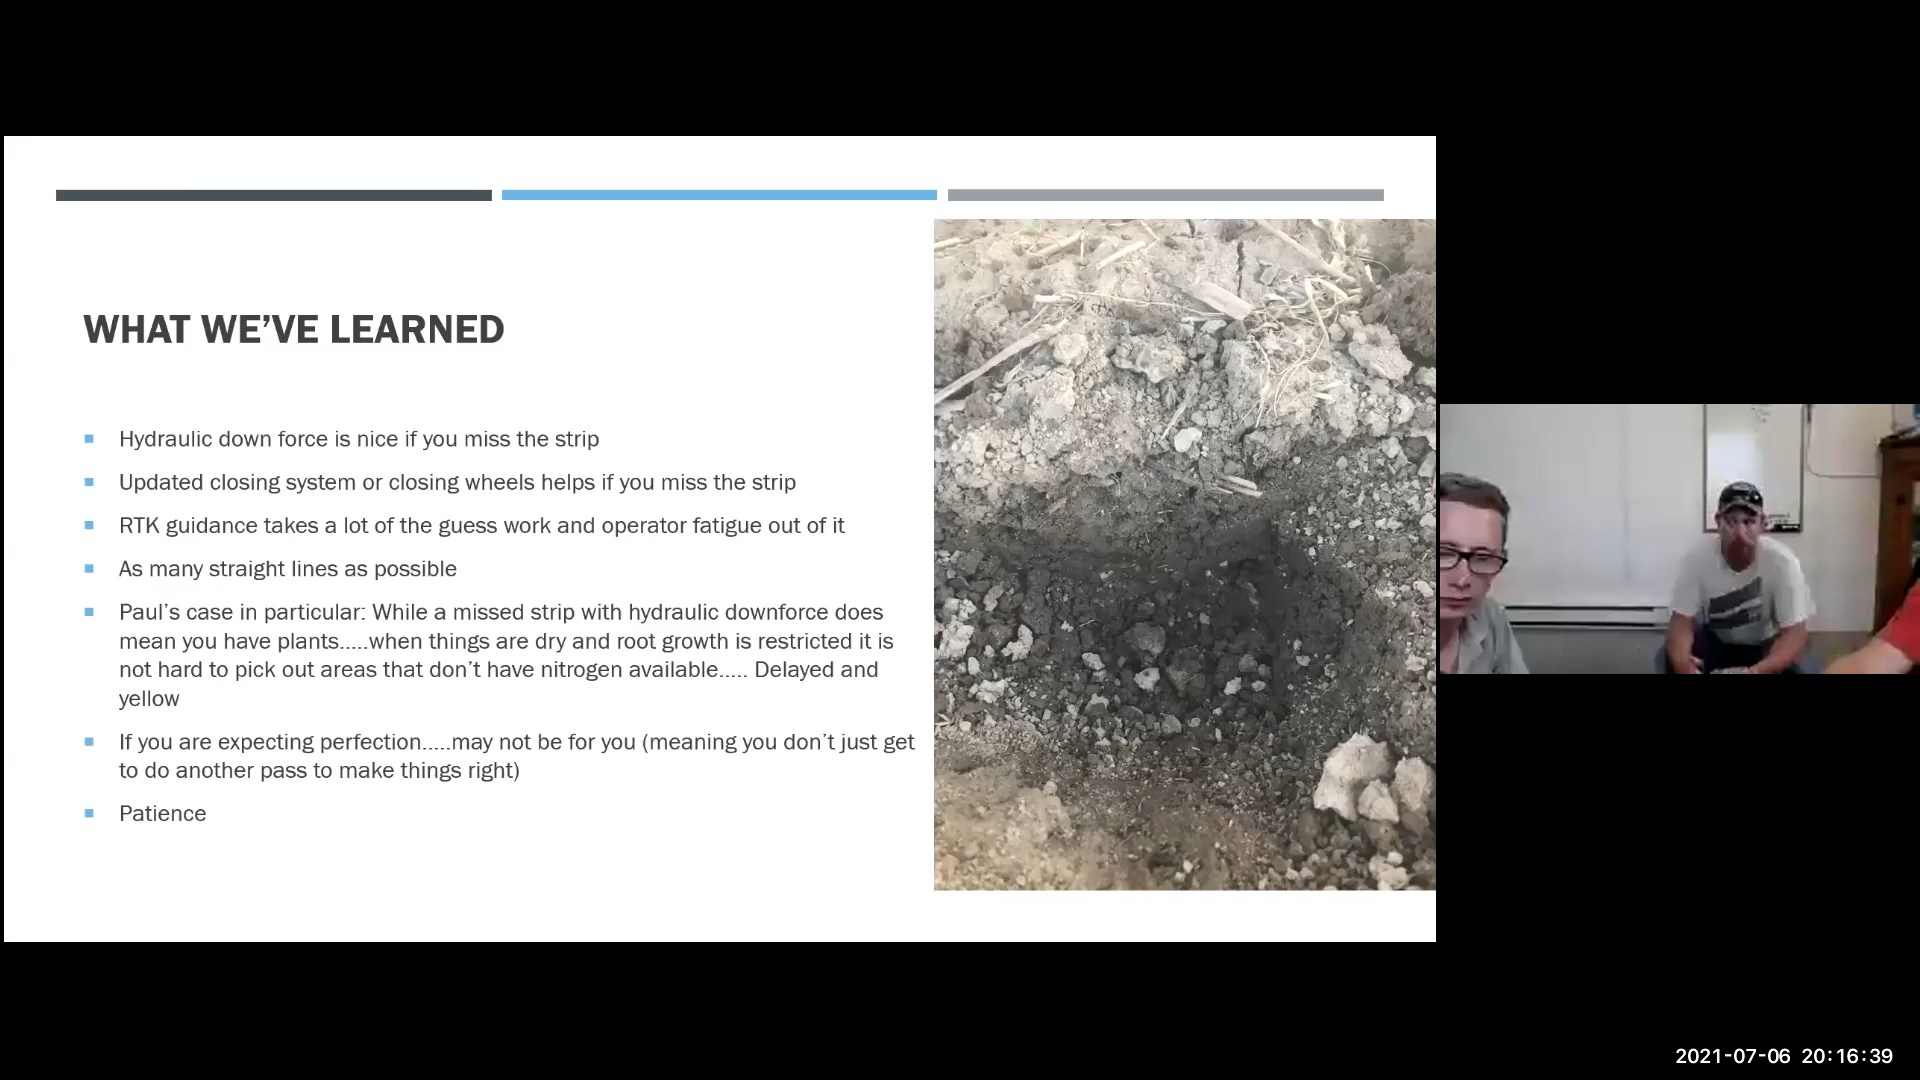 WHAT WE'VE LEARNED
Hydraulic down force is nice if you miss the strip
Updated closing system or closing wheels helps if you miss the strip
RTK guidance takes a lot of the guess work and operator fatigue out of it
As many straight lines as possible
Paul's case in particular: While a missed strip with hydraulic downforce does
mean you have plants.....when things are dry and root growth is restricted it is
not hard to pick out areas that don't have nitrogen available..... Delayed and
yellow
If you are expecting perfection.....may not be for you (meaning you don't just get
to do another pass to make things right)
Patience
2021-07-06 20:16:39